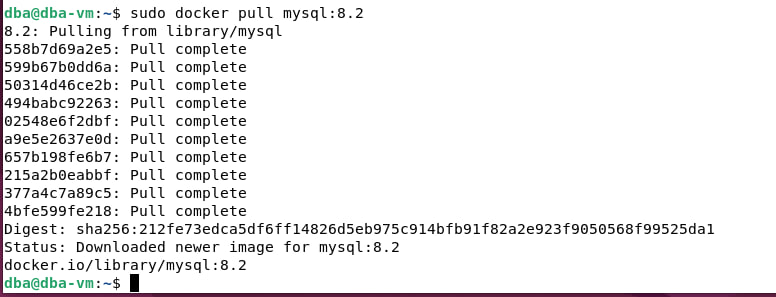 dba@dba-vm:~$ sudo docker pull mysql:8.2
8.2: Pulling from library/mysql
558b7d69a2e5: Pull complete
599b67b0dd6a: Pull complete
50314d46ce2b: Pull complete
494babc92263: Pull complete
02548e6f2dbf: Pull complete
a9e5e2637e0d: Pull complete
657b198fe6b7: Pull complete
215a2b0eabbf: Pull complete
377a4c7a89c5: Pull complete
4bfe599fe218: Pull complete
Digest: sha256:212fe73edca5df6ff14826d5eb975c914bfb91f82a2e923f9050568f99525da1
Status: Downloaded newer image for mysql:8.2
docker.io/library/mysql:8.2
dba@dba-vm:~$